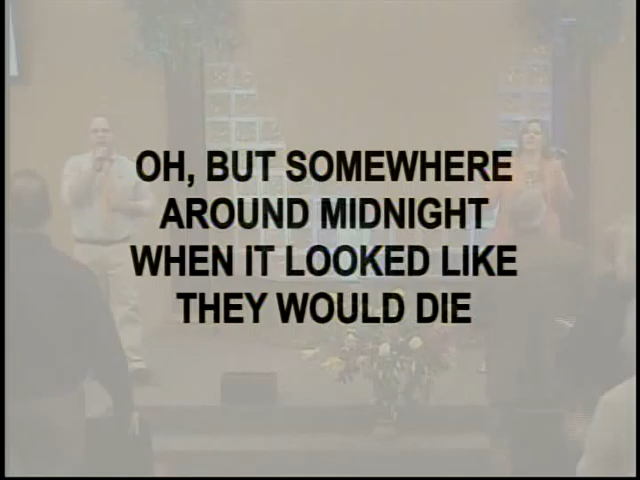 OH, BUT SOMEWHERE
AROUND MIDNIGHT
WHEN IT LOOKED LIKE
THEY WOULD DIE